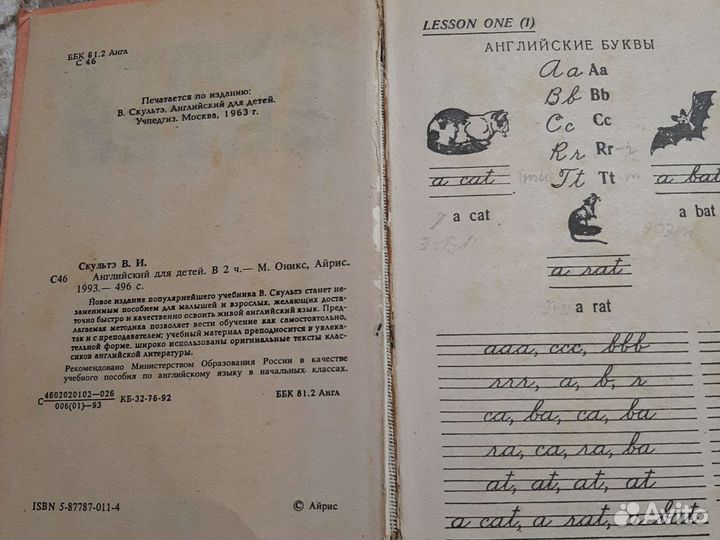 ББК 81.2 Англ
С 46
Печатается по изданию:
В. Скультэ. Английский для детей.
Учпедгиз. Москва, 1963 г.
Скультэ В. И.
С46 Английский для детей. В 2 ч.— М. Оникс, Айрис.
1993.— 496 с.
Новое издание популярнейшего учебника В. Скультэ станет не-
заменимым пособием для малышей и взрослых, желающих доста-
точно быстро и качественно освоить живой английский язык. Пред-
лагаемая методика позволяет вести обучение как самостоятельно,
так и с преподавателем; учебный материал преподносится в увлека-
тельной форме, широко использованы оригинальные тексты клас-
сиков английской литературы.
Рекомендовано Министерством Образования России в качестве
учебного пособия по английскому языку в начальных классах.
С 4602020102—026
006(01)—93
КБ-32-76-92
ББК 81.2 Англ
ISBN 5-87787-011-4
© Айрис
LESSON ONE (1)
АНГЛИЙСКИЕ БУКВЫ
Aa Aa
Bb Bb
Cc Cc
Rr Rr
Tt Tt
a cat
a bat
a cat
a bat
a rat
a rat
aaa, ccc, bbb
rrr, a, b, r
ca, ba, ca, ba
ra, ca, ra, ba
at, at, at, at
a cat, a rat, a bat
Avito